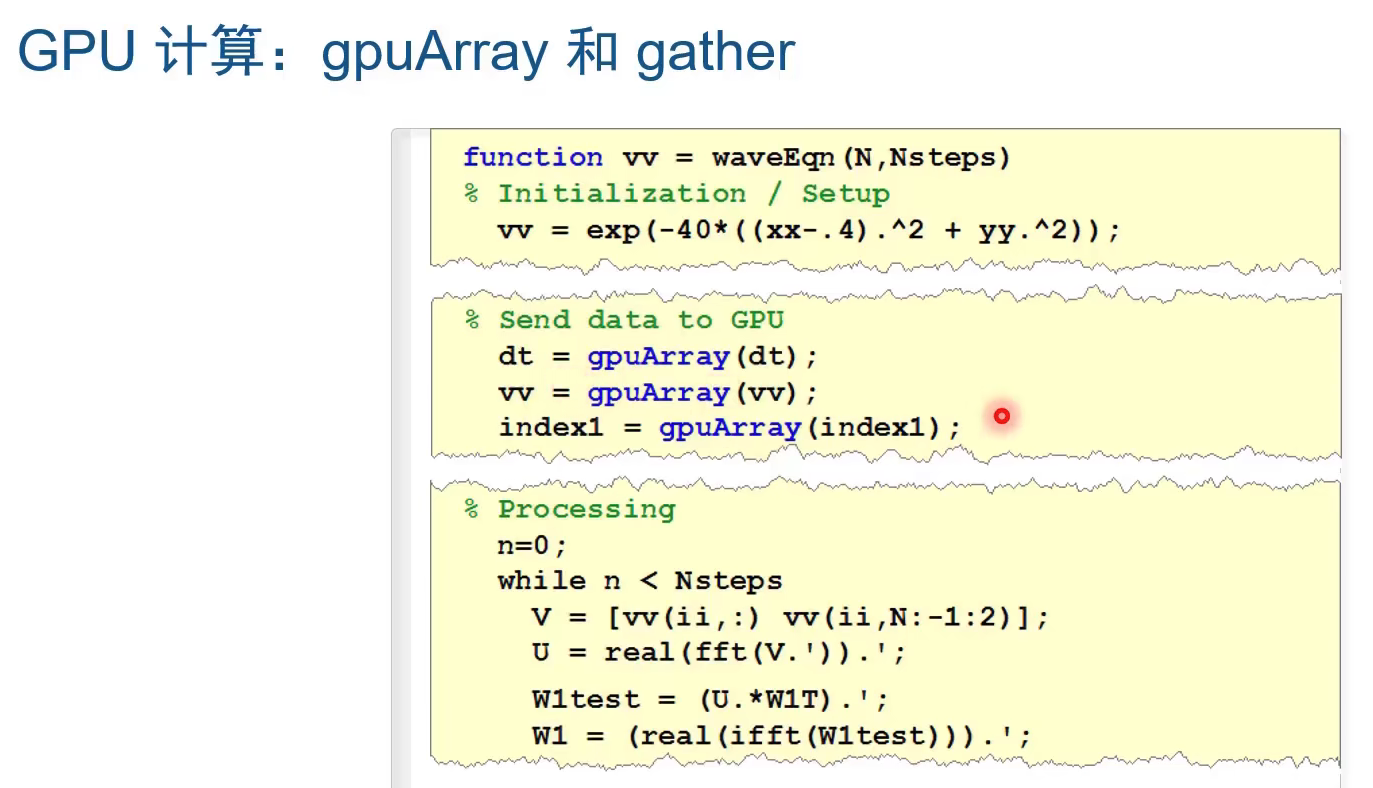 GPU 计算：gpuArray 和 gather
function vv = waveEqn(N,Nsteps)
% Initialization / Setup
vv = exp(-40*((xx-.4).^2 + yy.^2));
% Send data to GPU
dt = gpuArray(dt);
vv = gpuArray(vv);
index1 = gpuArray(index1);
% Processing
n=0;
while n < Nsteps
V = [vv(ii,:) vv(ii,N:-1:2)];
U = real(fft(V.')).';
W1test = (U.*W1T).';
W1 = (real(ifft(W1test))).';